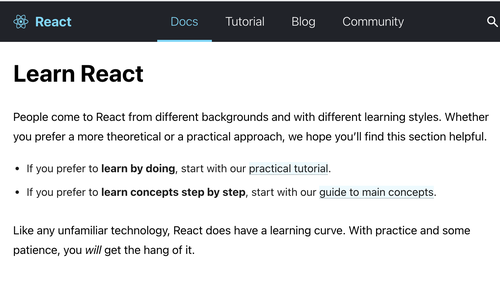 React Docs Tutorial Blog Community
Learn React
People come to React from different backgrounds and with different learning styles. Whether
you prefer a more theoretical or a practical approach, we hope you’ll find this section helpful.
• If you prefer to learn by doing, start with our practical tutorial.
• If you prefer to learn concepts step by step, start with our guide to main concepts.
Like any unfamiliar technology, React does have a learning curve. With practice and some
patience, you will get the hang of it.